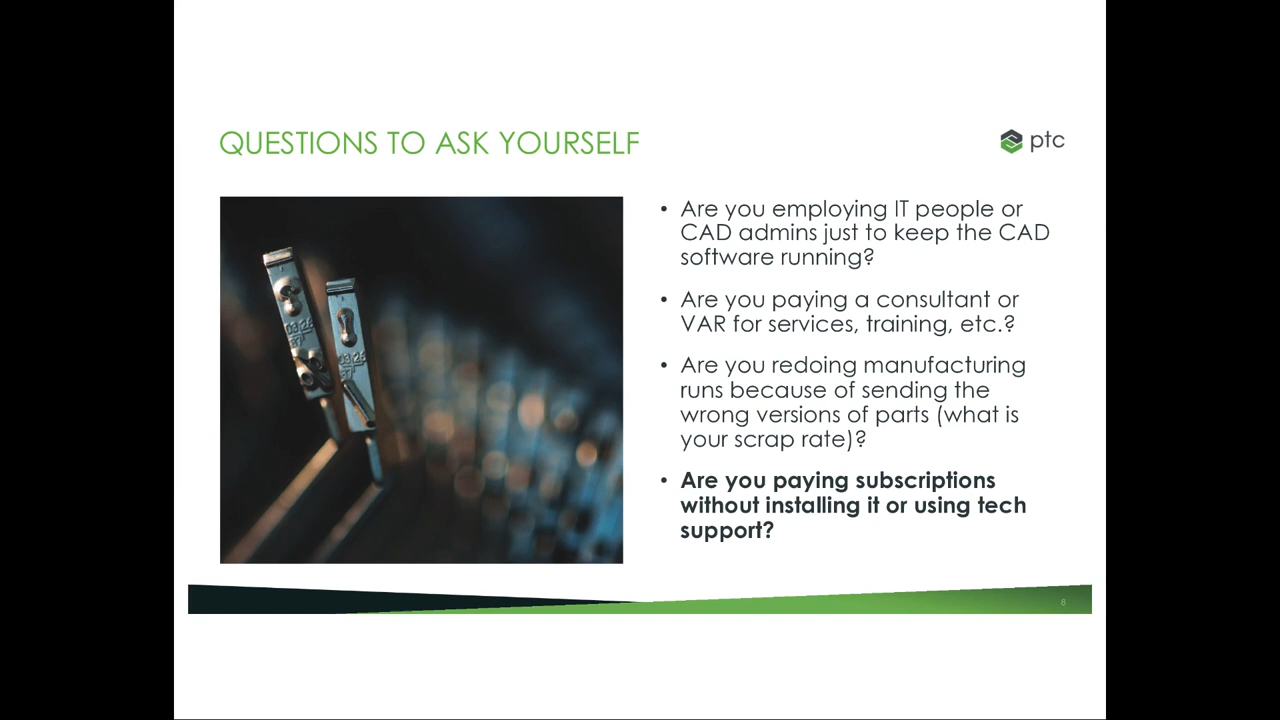 QUESTIONS TO ASK YOURSELF
ptc
• Are you employing IT people or
CAD admins just to keep the CAD
software running?
• Are you paying a consultant or
VAR for services, training, etc.?
• Are you redoing manufacturing
runs because of sending the
wrong versions of parts (what is
your scrap rate)?
• Are you paying subscriptions
without installing it or using tech
support?
8